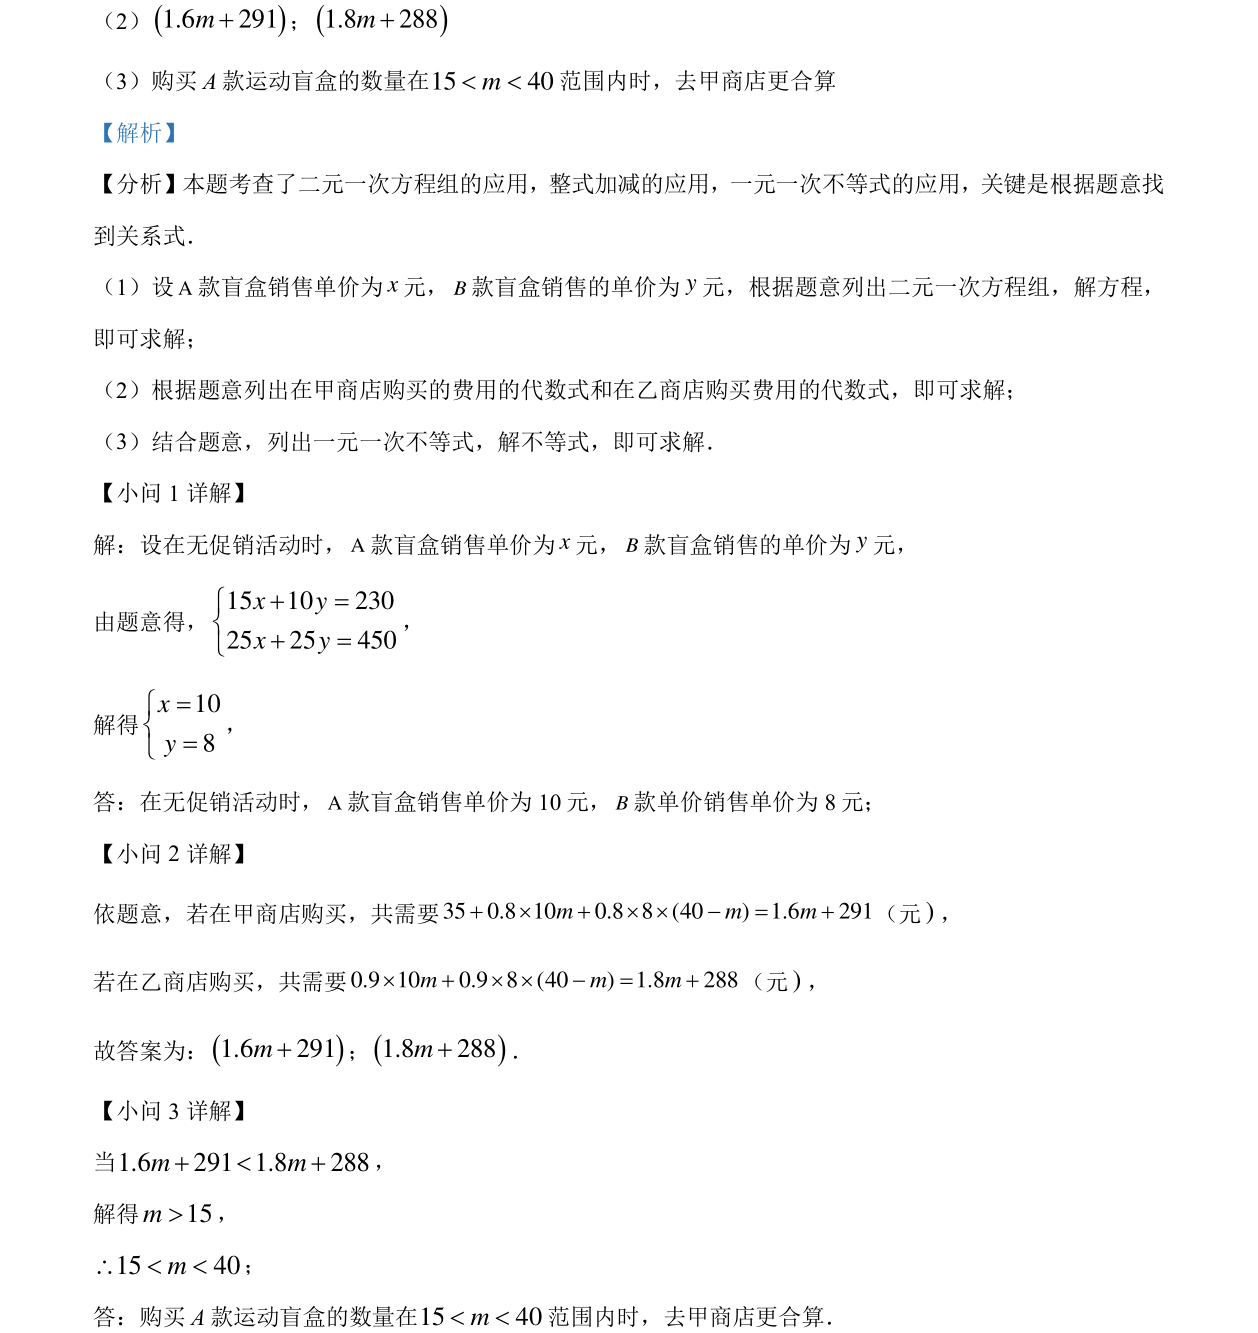 （2）(1.6m+291)；(1.8m+288)
（3）购买 A 款运动盲盒的数量在15<m<40 范围内时，去甲商店更合算
【解析】
【分析】本题考查了二元一次方程组的应用，整式加减的应用，一元一次不等式的应用，关键是根据题意找
到关系式．
（1）设 A 款盲盒销售单价为 x 元， B 款盲盒销售的单价为 y 元，根据题意列出二元一次方程组，解方程，
即可求解；
（2）根据题意列出在甲商店购买的费用的代数式和在乙商店购买费用的代数式，即可求解；
（3）结合题意，列出一元一次不等式，解不等式，即可求解．
【小问 1 详解】
解：设在无促销活动时， A 款盲盒销售单价为 x 元， B 款盲盒销售的单价为 y 元，
由题意得，{15x+10y=230
25x+25y=450，
解得{x=10
y=8，
答：在无促销活动时， A 款盲盒销售单价为 10 元， B 款单价销售单价为 8 元；
【小问 2 详解】
依题意，若在甲商店购买，共需要35+0.8×10m+0.8×8×(40−m)=1.6m+291（元），
若在乙商店购买，共需要0.9×10m+0.9×8×(40−m)=1.8m+288（元），
故答案为：(1.6m+291)；(1.8m+288)．
【小问 3 详解】
当1.6m+291<1.8m+288，
解得m>15，
∴15<m<40；
答：购买 A 款运动盲盒的数量在15<m<40 范围内时，去甲商店更合算．